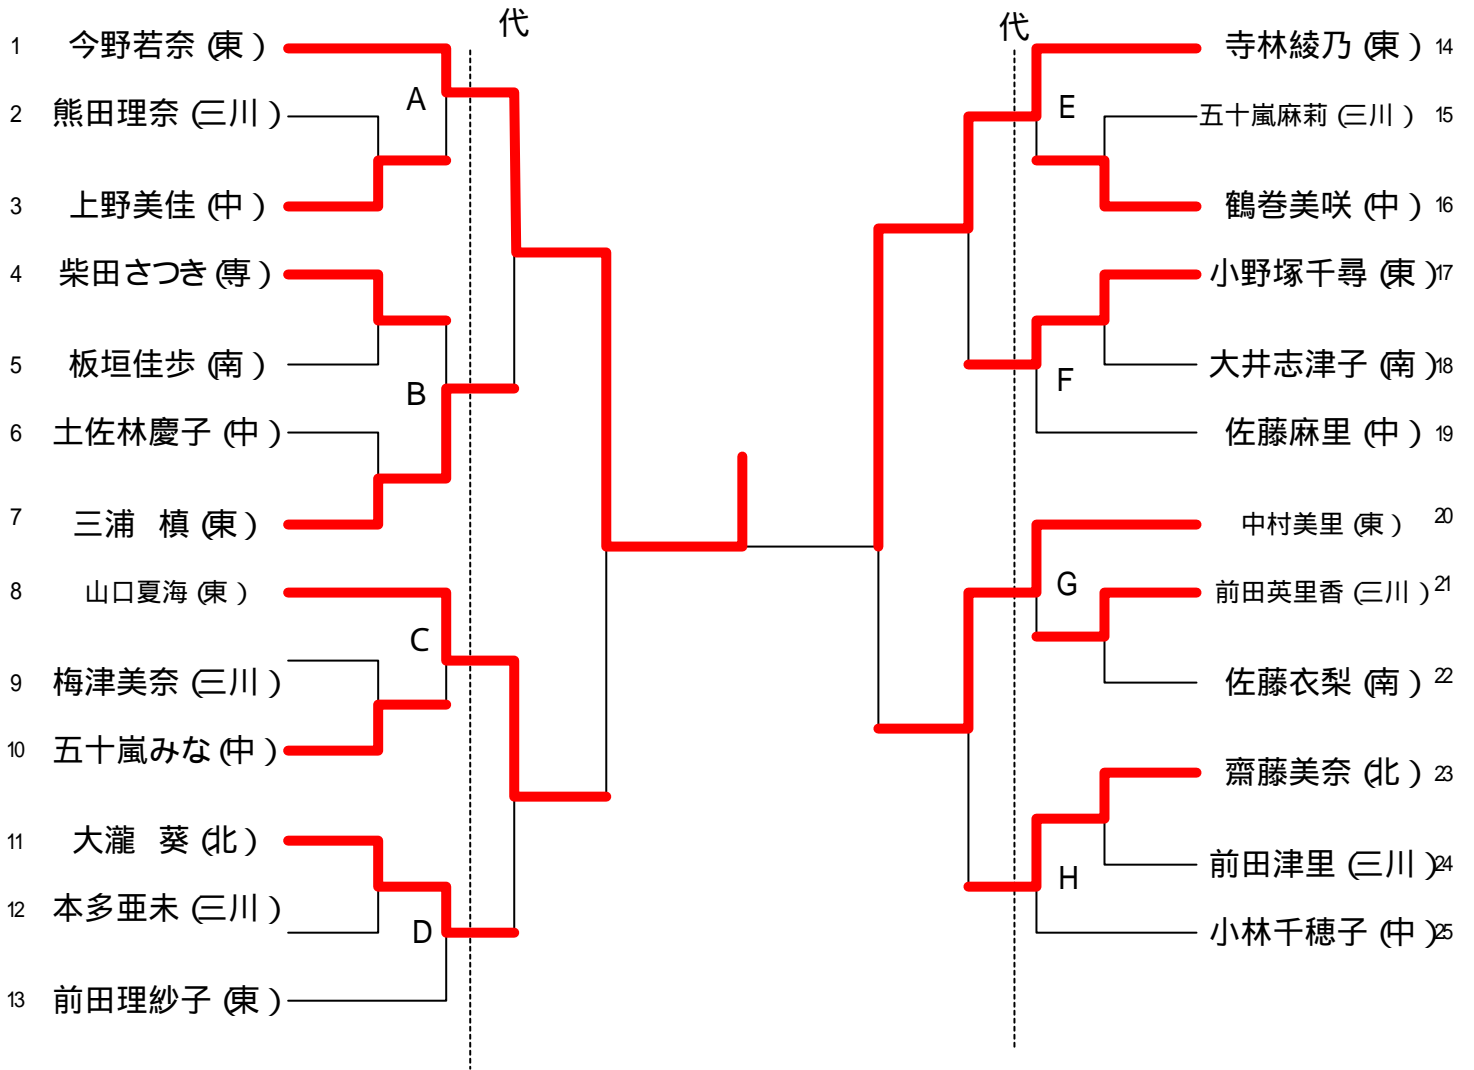 代
代
1 今野若奈 (東)
2 熊田理奈 (三川)
3 上野美佳 (中)
4 柴田さつき (専)
5 板垣佳歩 (南)
6 土佐林慶子 (中)
7 三浦 槙 (東)
8 山口夏海 (東)
9 梅津美奈 (三川)
10 五十嵐みな (中)
11 大瀧 葵 (北)
12 本多亜未 (三川)
13 前田理紗子 (東)
A
B
C
D
E
F
G
H
寺林綾乃 (東) 14
五十嵐麻莉 (三川) 15
鶴巻美咲 (中) 16
小野塚千尋 (東) 17
大井志津子 (南) 18
佐藤麻里 (中) 19
中村美里 (東) 20
前田英里香 (三川) 21
佐藤衣梨 (南) 22
齋藤美奈 (北) 23
前田津里 (三川) 24
小林千穂子 (中) 25